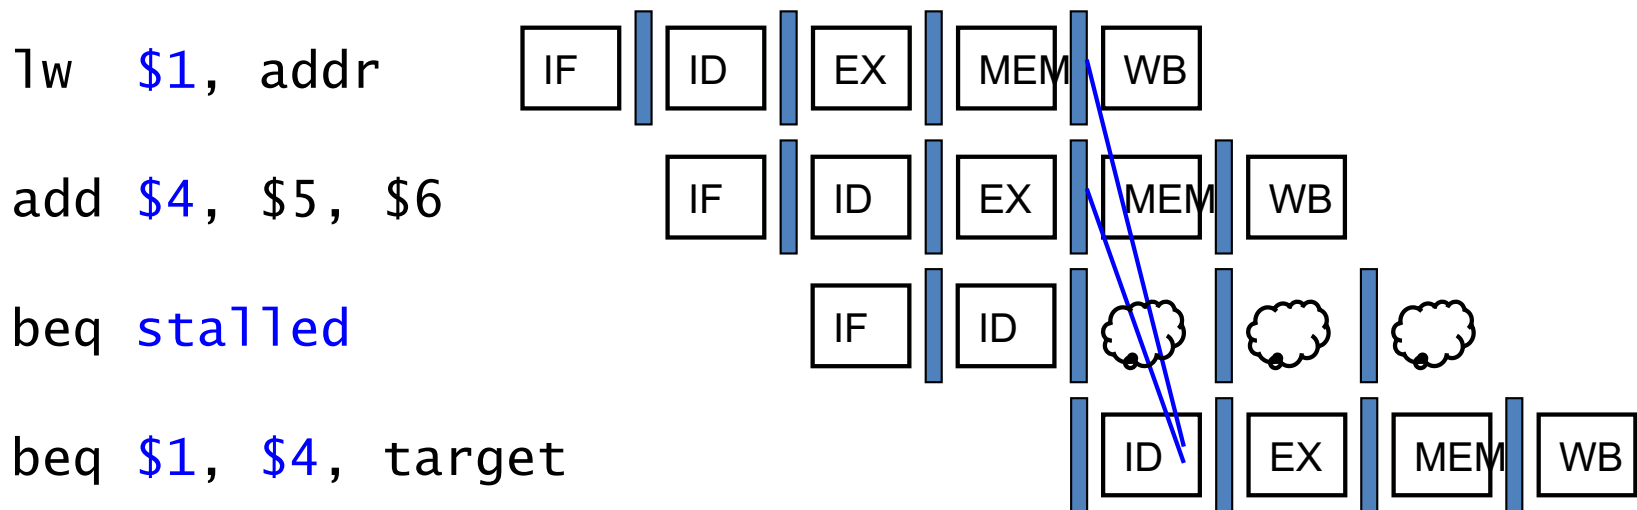 lw $1, addr IF ID EX MEM WB
add $4, $5, $6 IF ID EX MEM WB
beq stalled IF ID
beq $1, $4, target ID EX MEM WB